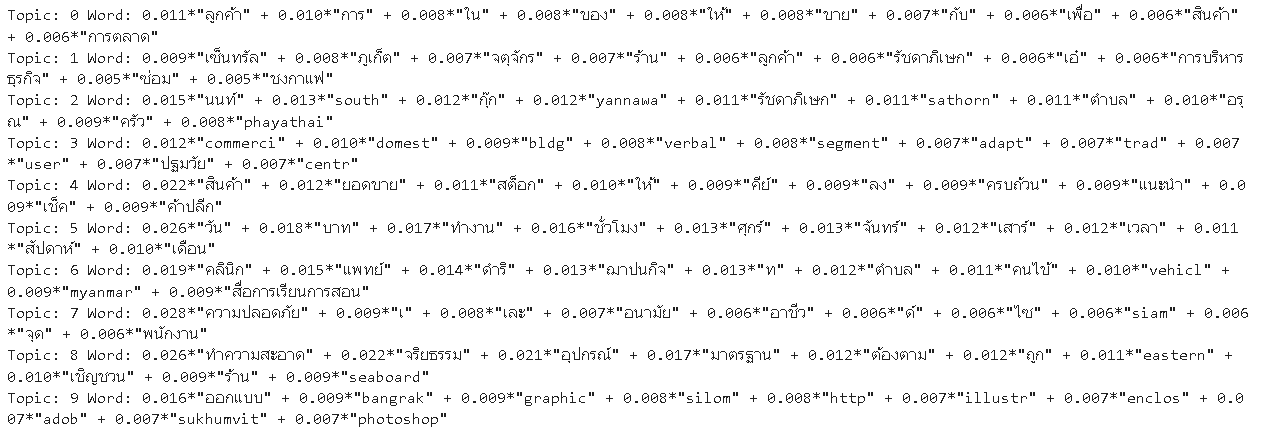 Topic: 0 Word: 0.011*"ลูกค้า" + 0.010*"การ" + 0.008*"ใน" + 0.008*"ของ" + 0.008*"ให้" + 0.008*"ขาย" + 0.007*"กับ" + 0.006*"เพื่อ" + 0.006*"สินค้า"
+ 0.006*"การตลาด"
Topic: 1 Word: 0.009*"เซ็นทรัล" + 0.008*"ภูเก็ต" + 0.007*"จตุจักร" + 0.007*"ร้าน" + 0.006*"ลูกค้า" + 0.006*"รัชดาภิเษก" + 0.006*"เอ๋" + 0.006*"การบริหาร
ธุรกิจ" + 0.005*"ซ่อม" + 0.005*"ชงกาแฟ"
Topic: 2 Word: 0.015*"นนท์" + 0.013*"south" + 0.012*"กุ๊ก" + 0.012*"yannawa" + 0.011*"รัชดาภิเษก" + 0.011*"sathorn" + 0.011*"ตำบล" + 0.010*"อรุ
ณ" + 0.009*"ครัว" + 0.008*"phayathai"
Topic: 3 Word: 0.012*"commerci" + 0.010*"domest" + 0.009*"bldg" + 0.008*"verbal" + 0.008*"segment" + 0.007*"adapt" + 0.007*"trad" + 0.007
*"user" + 0.007*"ปฐมวัย" + 0.007*"centr"
Topic: 4 Word: 0.022*"สินค้า" + 0.012*"ยอดขาย" + 0.011*"สต็อก" + 0.010*"ให้" + 0.009*"คีย์" + 0.009*"ลง" + 0.009*"ครบถ้วน" + 0.009*"แนะนำ" + 0.0
09*"เช็ค" + 0.009*"ค้าปลีก"
Topic: 5 Word: 0.026*"วัน" + 0.018*"บาท" + 0.017*"ทำงาน" + 0.016*"ชั่วโมง" + 0.013*"ศุกร์" + 0.013*"จันทร์" + 0.012*"เสาร์" + 0.012*"เวลา" + 0.011
*"สัปดาห์" + 0.010*"เดือน"
Topic: 6 Word: 0.019*"คลินิก" + 0.015*"แพทย์" + 0.014*"ดำริ" + 0.013*"ฌาปนกิจ" + 0.013*"ท" + 0.012*"ตำบล" + 0.011*"คนไข้" + 0.010*"vehicl" +
0.009*"myanmar" + 0.009*"สื่อการเรียนการสอน"
Topic: 7 Word: 0.028*"ความปลอดภัย" + 0.009*"เ" + 0.008*"เละ" + 0.007*"อนามัย" + 0.006*"อาชีว" + 0.006*"ด์" + 0.006*"ไซ" + 0.006*"siam" + 0.006
*"จุด" + 0.006*"พนักงาน"
Topic: 8 Word: 0.026*"ทำความสะอาด" + 0.022*"จริยธรรม" + 0.021*"อุปกรณ์" + 0.017*"มาตรฐาน" + 0.012*"ต้องตาม" + 0.012*"ถูก" + 0.011*"eastern" +
0.010*"เชิญชวน" + 0.009*"ร้าน" + 0.009*"seaboard"
Topic: 9 Word: 0.016*"ออกแบบ" + 0.009*"bangrak" + 0.009*"graphic" + 0.008*"silom" + 0.008*"http" + 0.007*"illustr" + 0.007*"enclos" + 0.0
07*"adob" + 0.007*"sukhumvit" + 0.007*"photoshop"